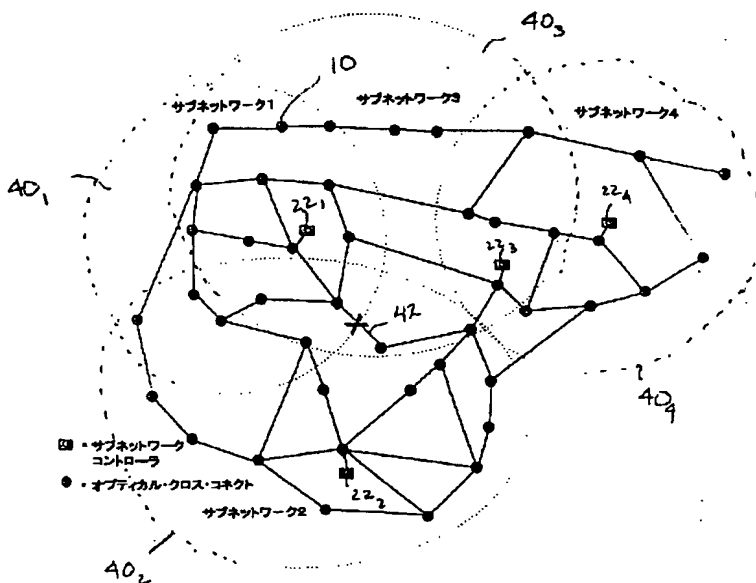 40₃
10
サブネットワーク1
サブネットワーク3
サブネットワーク4
40₁
22₁
22₄
22₃
42
40₄
= サブネットワーク
コントローラ
= オプティカル・クロス・コネクト
22₂
サブネットワーク2
40₂